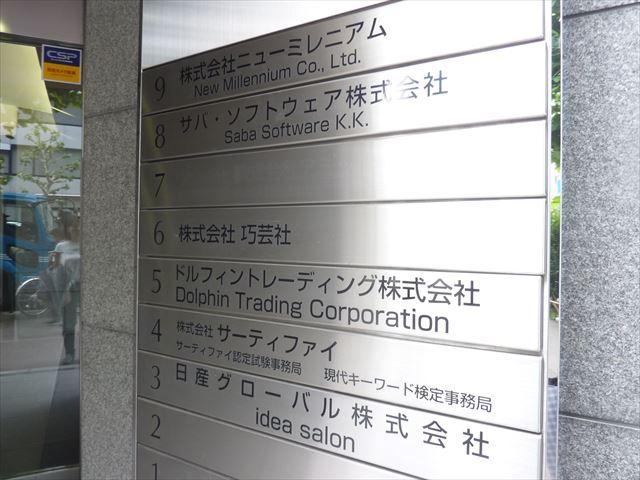 CSP
9 株式会社ニューミレニアム
New Millennium Co., Ltd.
8 サバ・ソフトウェア株式会社
Saba Software K.K.
7
6 株式会社 巧芸社
5 ドルフィントレーディング株式会社
Dolphin Trading Corporation
4 株式会社 サーティファイ
サーティファイ認定試験事務局 現代キーワード検定事務局
3 日産グローバル株式会社
idea salon
2
1